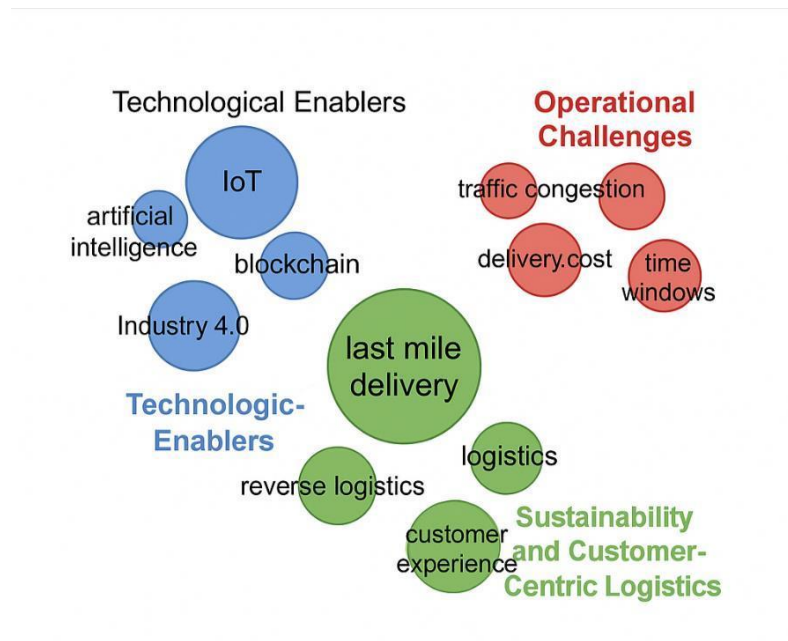 Technological Enablers
IoT
artificial
intelligence
blockchain
Industry 4.0
Technologic-
Enablers
Operational
Challenges
traffic congestion
delivery.cost
time
windows
last mile
delivery
reverse logistics
logistics
customer
experience
Sustainability
and Customer-
Centric Logistics